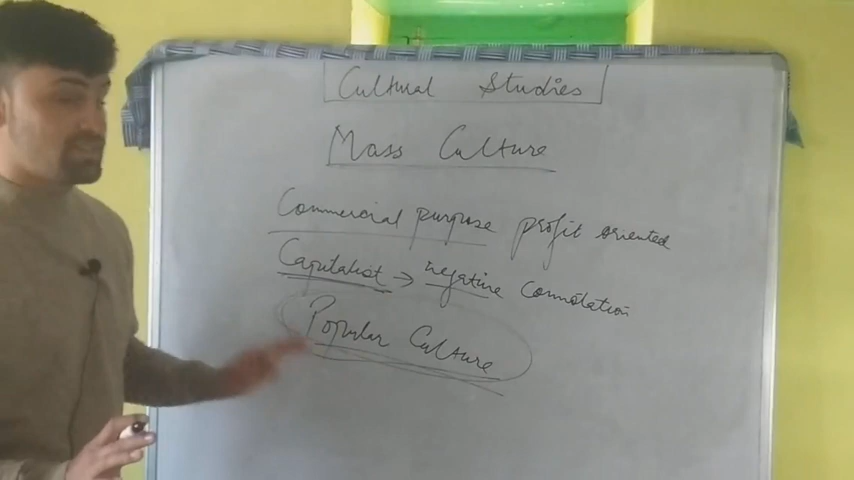 Cultural Studies
Mass Culture
Commercial purpose profit oriented
Capitalist → negative Connotation
Popular Culture